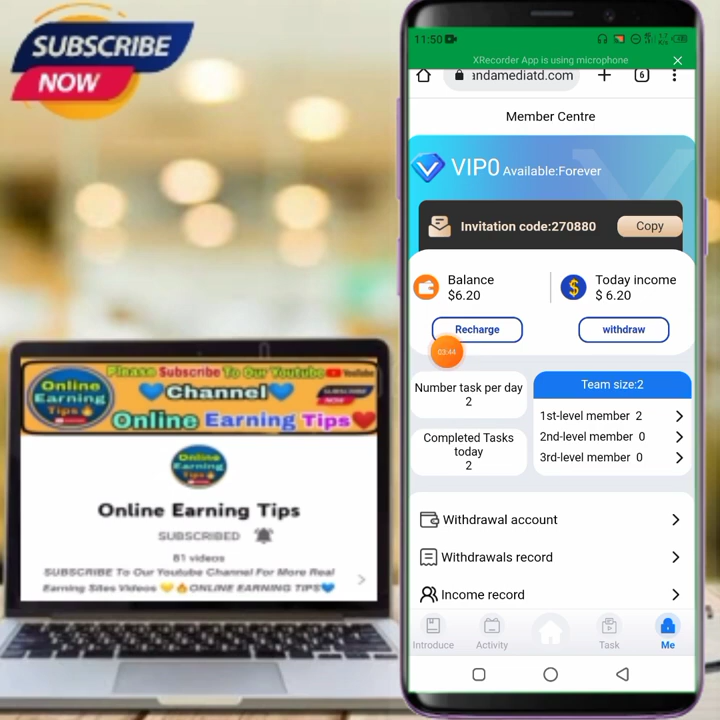 SUBSCRIBE
NOW
Please Subscribe To Our Youtube YouTube
Channel
Online Earning Tips
Online
Earning
Tips
Online
Earning
Tips
Online Earning Tips
SUBSCRIBED
81 videos
SUBSCRIBE To Our Youtube Channel For More Real
Earning Sites Videos 💛🔥ONLINE EARNING TIPS💙
11:50
XRecorder App is using microphone
andamediatd.com
6
Member Centre
VIP0 Available:Forever
Invitation code:270880
Copy
Balance
$6.20
Today income
$ 6.20
Recharge
withdraw
03:44
Number task per day
2
Completed Tasks
today
2
Team size:2
1st-level member 2
2nd-level member 0
3rd-level member 0
Withdrawal account
Withdrawals record
Income record
Introduce
Activity
Task
Me